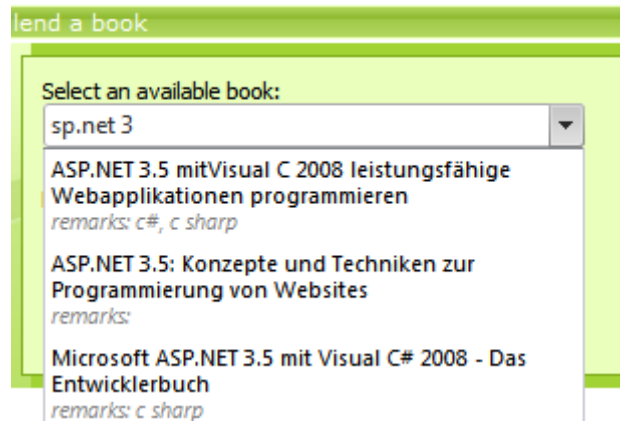 lend a book
Select an available book:
sp.net 3
ASP.NET 3.5 mitVisual C 2008 leistungsfähige
Webapplikationen programmieren
remarks: c#, c sharp
ASP.NET 3.5: Konzepte und Techniken zur
Programmierung von Websites
remarks:
Microsoft ASP.NET 3.5 mit Visual C# 2008 - Das
Entwicklerbuch
remarks: c sharp